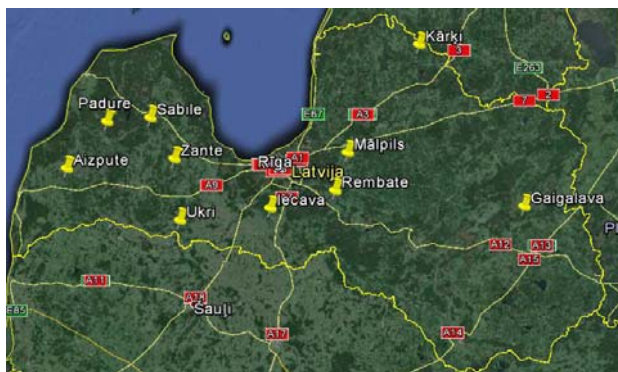 Kārķi
3
E263
2
7
Padure
Sabile
E67
A3
Mālpils
Zante
Rīga
A1
Aizpute
Latvija
Rembate
A9
Iecava
Gaigalava
Ukri
A12
A13
A15
A11
Šauļi
E85
A17
A14